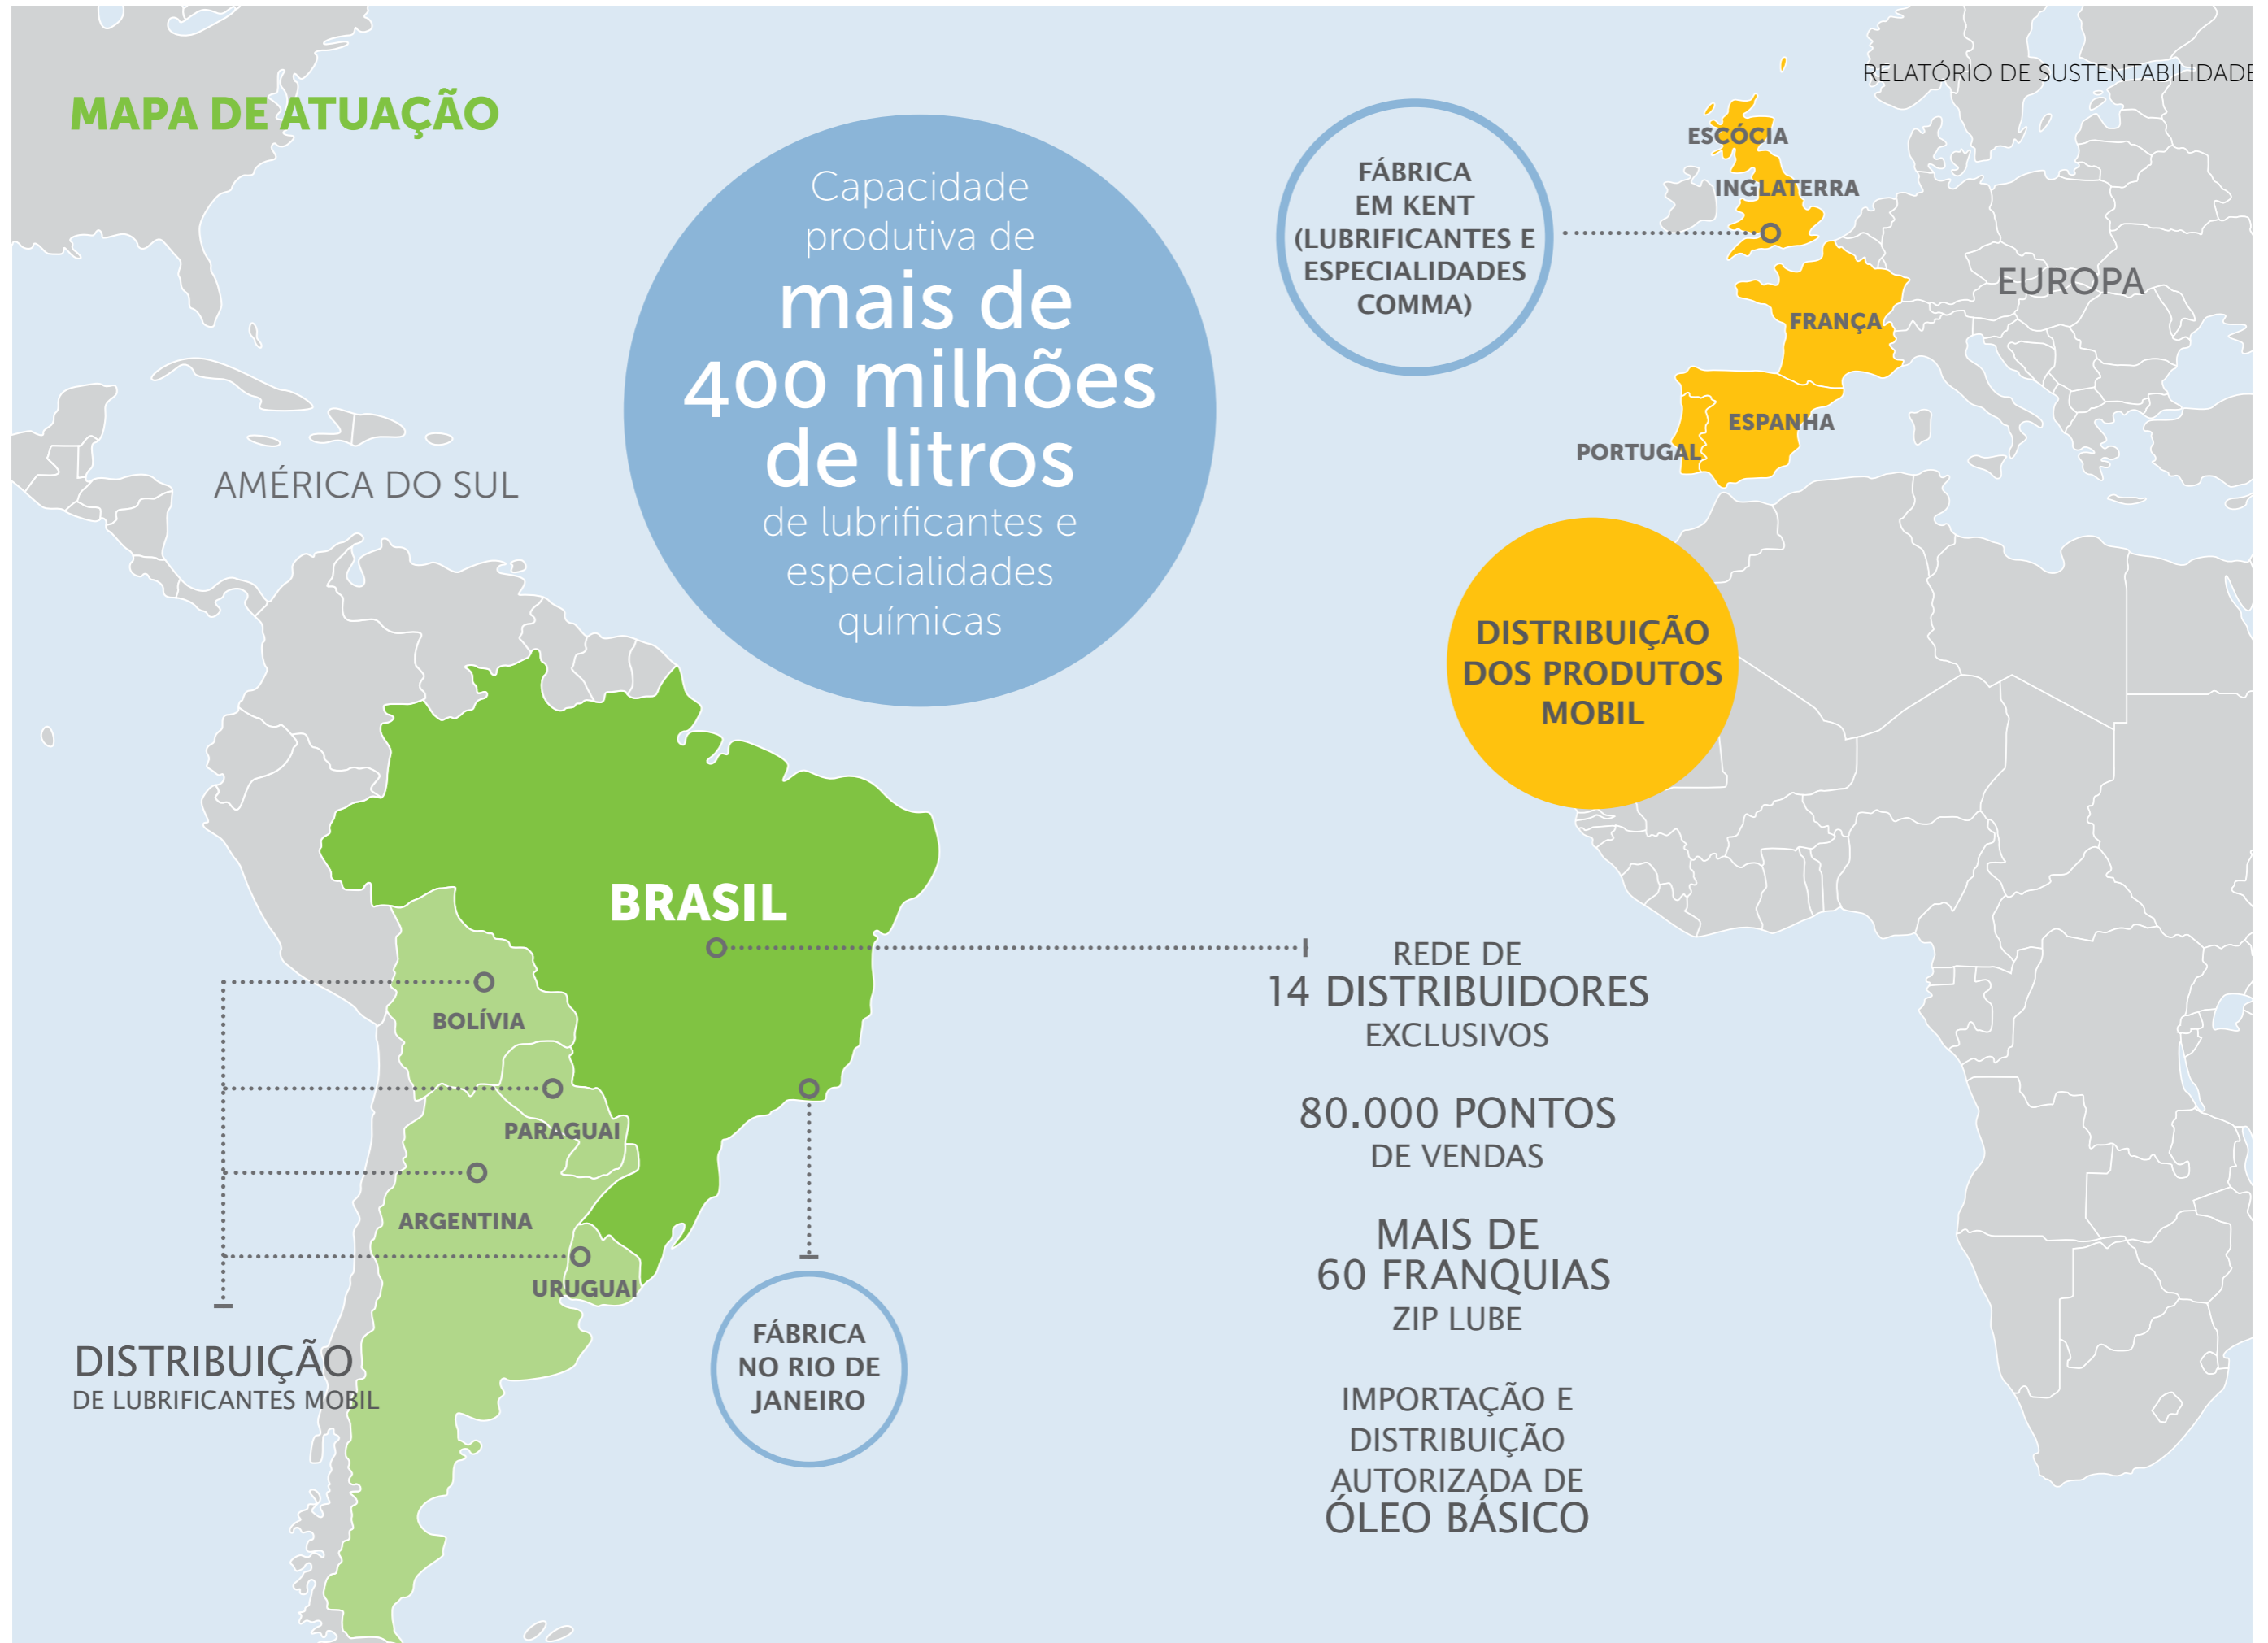 RELATÓRIO DE SUSTENTABILIDADE
MAPA DE ATUAÇÃO
Capacidade
produtiva de
mais de
400 milhões
de litros
de lubrificantes e
especialidades
químicas
FÁBRICA
EM KENT
(LUBRIFICANTES E
ESPECIALIDADES
COMMA)
ESCÓCIA
INGLATERRA
EUROPA
FRANÇA
ESPANHA
PORTUGAL
AMÉRICA DO SUL
DISTRIBUIÇÃO
DOS PRODUTOS
MOBIL
BRASIL
BOLÍVIA
PARAGUAI
ARGENTINA
URUGUAI
DISTRIBUIÇÃO
DE LUBRIFICANTES MOBIL
FÁBRICA
NO RIO DE
JANEIRO
REDE DE
14 DISTRIBUIDORES
EXCLUSIVOS
80.000 PONTOS
DE VENDAS
MAIS DE
60 FRANQUIAS
ZIP LUBE
IMPORTAÇÃO E
DISTRIBUIÇÃO
AUTORIZADA DE
ÓLEO BÁSICO